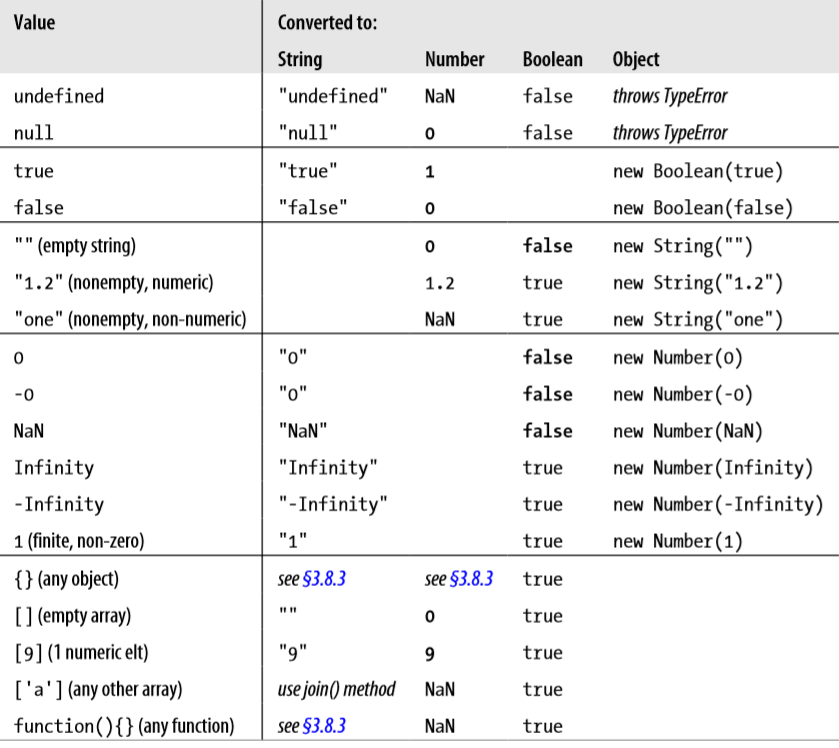 Value Converted to:
String Number Boolean Object
undefined "undefined" NaN false throws TypeError
null "null" 0 false throws TypeError
true "true" 1 new Boolean(true)
false "false" 0 new Boolean(false)
"" (empty string) 0 false new String("")
"1.2" (nonempty, numeric) 1.2 true new String("1.2")
"one" (nonempty, non-numeric) NaN true new String("one")
0 "0" false new Number(0)
-0 "0" false new Number(-0)
NaN "NaN" false new Number(NaN)
Infinity "Infinity" true new Number(Infinity)
-Infinity "-Infinity" true new Number(-Infinity)
1 (finite, non-zero) "1" true new Number(1)
{} (any object) see §3.8.3 see §3.8.3 true
[] (empty array) "" 0 true
[9] (1 numeric elt) "9" 9 true
['a'] (any other array) use join() method NaN true
function(){} (any function) see §3.8.3 NaN true